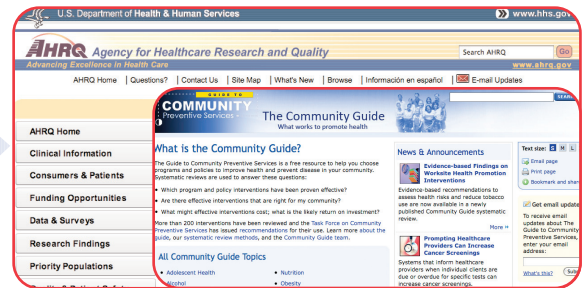 U.S. Department of Health & Human Services
www.hhs.gov
AHRQ Agency for Healthcare Research and Quality
Search AHRQ
Go
Advancing Excellence in Health Care
www.ahrq.gov
AHRQ Home | Questions? | Contact Us | Site Map | What's New | Browse | Información en español | E-mail Updates
AHRQ Home
Clinical Information
Consumers & Patients
Funding Opportunities
Data & Surveys
Research Findings
Priority Populations
GUIDE TO
COMMUNITY
Preventive Services
The Community Guide
What works to promote health
What is the Community Guide?
The Guide to Community Preventive Services is a free resource to help you choose
programs and policies to improve health and prevent disease in your community.
Systematic reviews are used to answer these questions:
• Which program and policy interventions have been proven effective?
• Are there effective interventions that are right for my community?
• What might effective interventions cost; what is the likely return on investment?
More than 200 interventions have been reviewed and the Task Force on Community
Preventive Services has issued recommendations for their use. Learn more about the
guide, our systematic review methods, and the Community Guide team.
All Community Guide Topics
• Adolescent Health
• Nutrition
• Alcohol
• Obesity
News & Announcements
Evidence-based Findings on
Worksite Health Promotion
Interventions
Evidence-based recommendations to
assess health risks and reduce tobacco
use are now available in a newly
published Community Guide systematic
review.
More
Prompting Healthcare
Providers Can Increase
Cancer Screenings
Systems that inform healthcare
providers when individual clients are
due or overdue for specific tests can
increase cancer screenings.
Text size: S M L
Email page
Print page
Bookmark and shar
Get email update
To receive email
updates about The
Guide to Community
Preventive Services,
enter your email
address:
What's this?